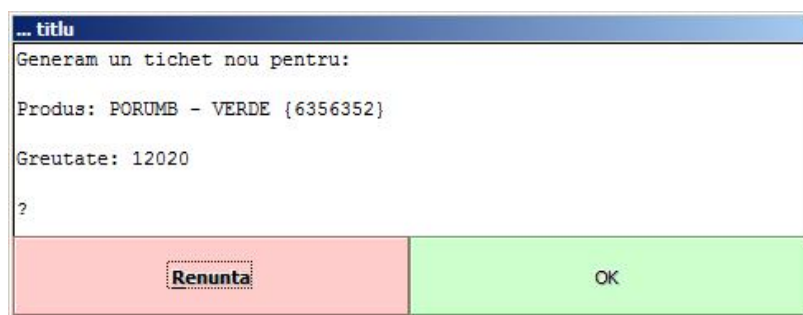 ... titlu
Generam un tichet nou pentru:
Produs: PORUMB - VERDE {6356352}
Greutate: 12020
?
Renunta OK